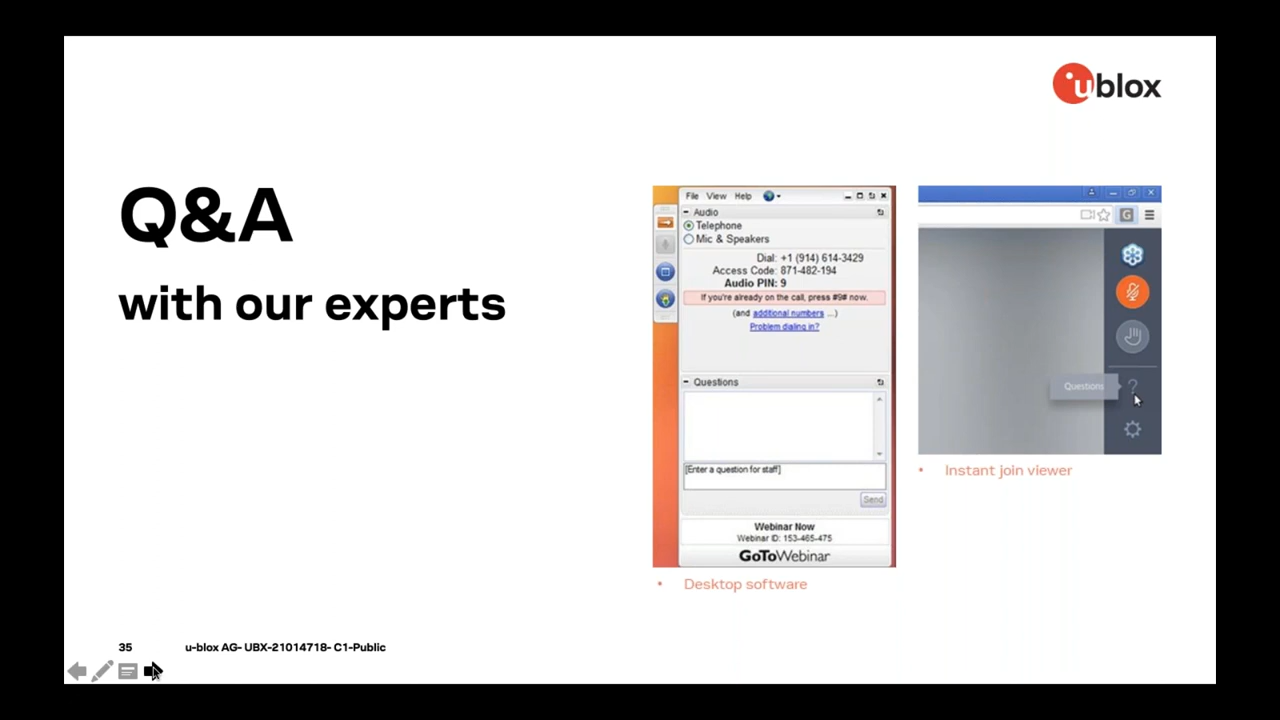 ublox
Q&A
with our experts
File View Help
Audio
Telephone
Mic & Speakers
Dial: +1 (914) 614-3429
Access Code: 871-482-194
Audio PIN: 9
If you're already on the call, press #9# now.
(and additional numbers ...)
Problem dialing in?
Questions
[Enter a question for staff]
Send
Webinar Now
Webinar ID: 153-465-475
GoToWebinar
• Desktop software
G
Questions
?
• Instant join viewer
35 u-blox AG- UBX-21014718- C1-Public